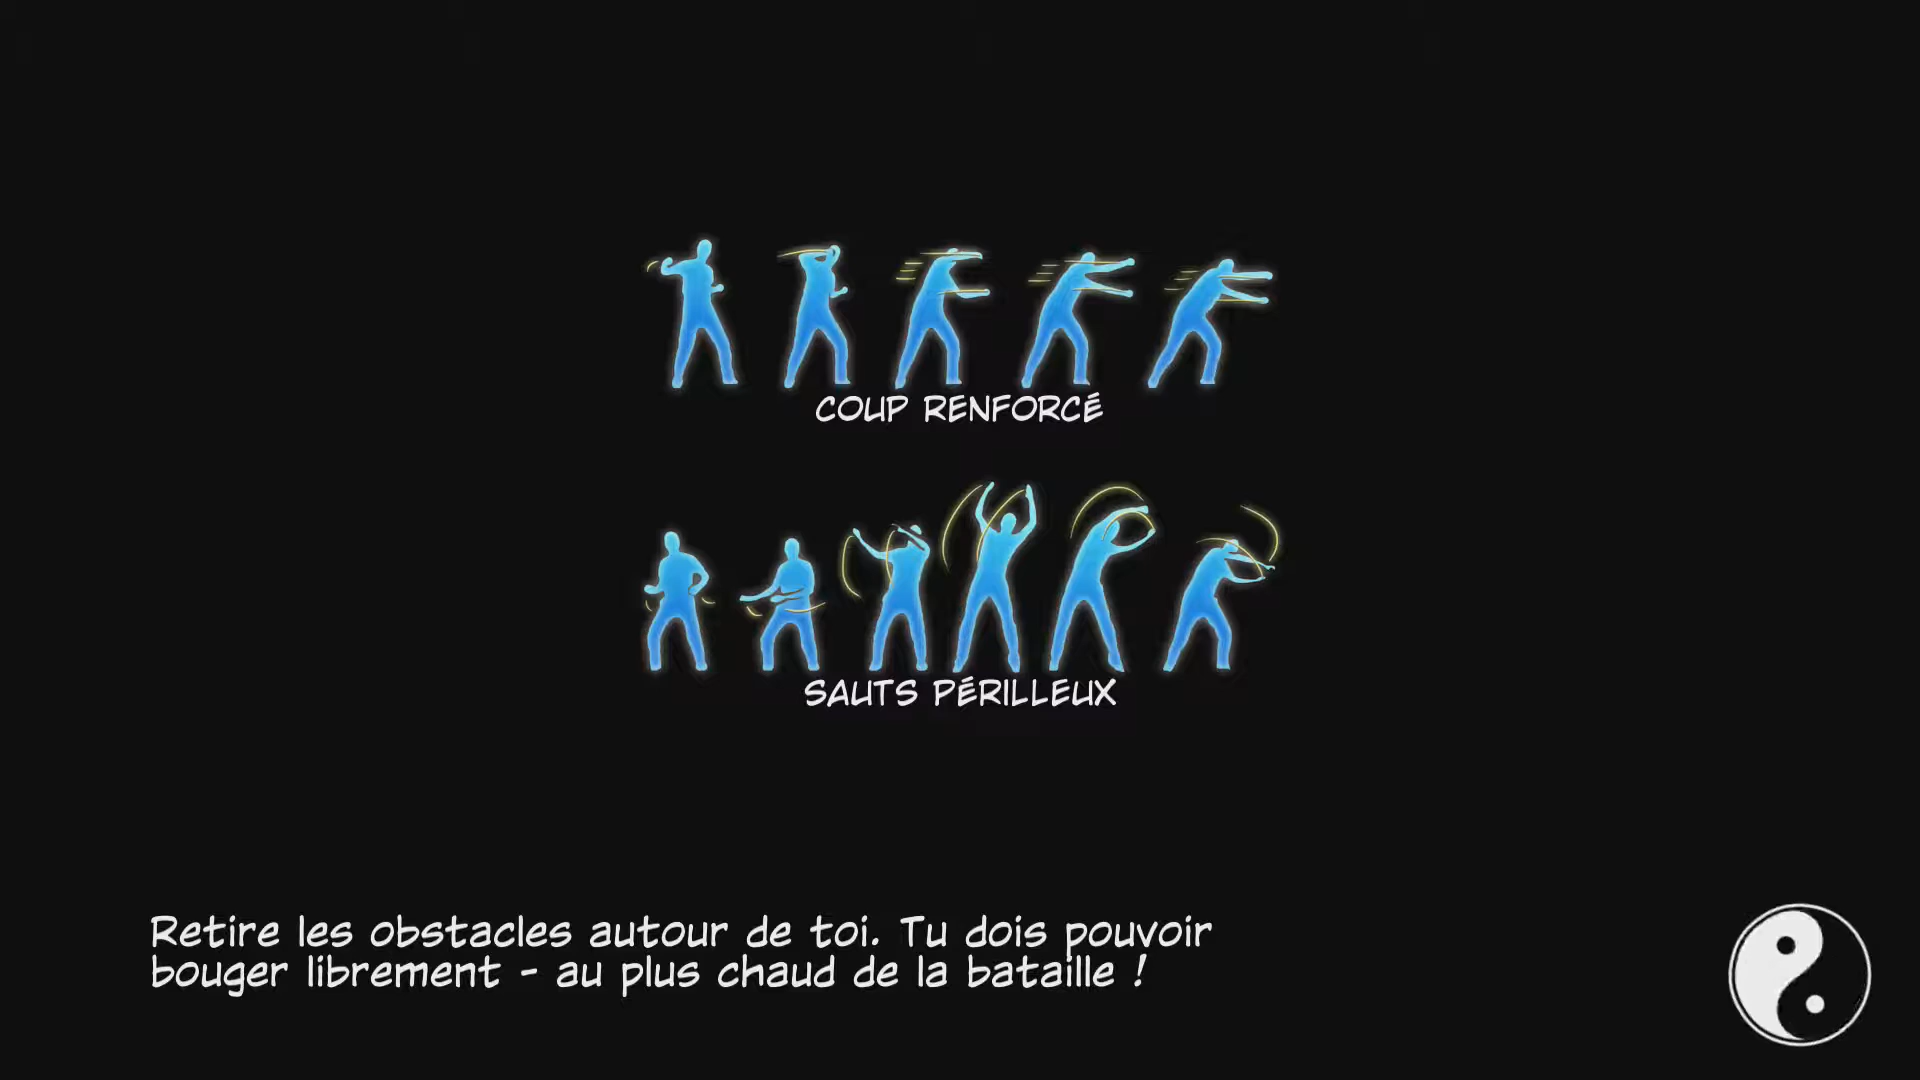 COUP RENFORCÉ
SAUTS PÉRILLEUX
Retire les obstacles autour de toi. Tu dois pouvoir
bouger librement - au plus chaud de la bataille !